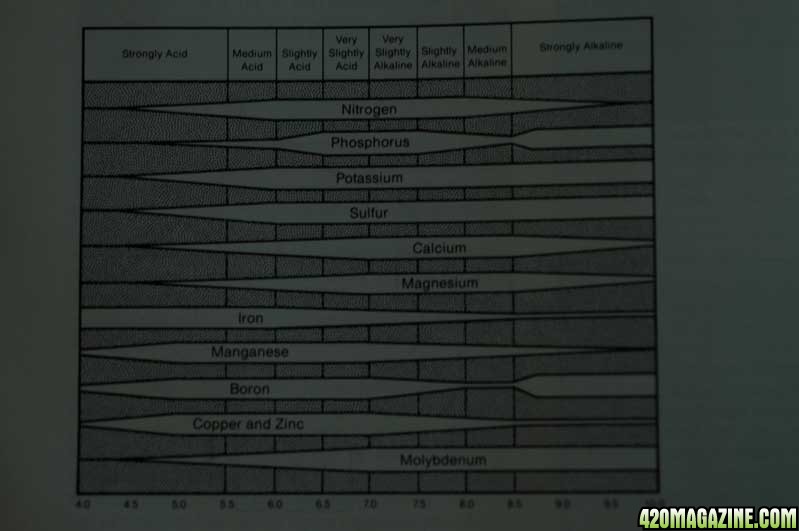 Strongly Acid
Medium Acid
Slightly Acid
Very Slightly Acid
Very Slightly Alkaline
Slightly Alkaline
Medium Alkaline
Strongly Alkaline
Nitrogen
Phosphorus
Potassium
Sulfur
Calcium
Magnesium
Iron
Manganese
Boron
Copper and Zinc
Molybdenum
4.0 4.5 5.0 5.5 6.0 6.5 7.0 7.5 8.0 8.5 9.0 9.5 10.0
420MAGAZINE.COM